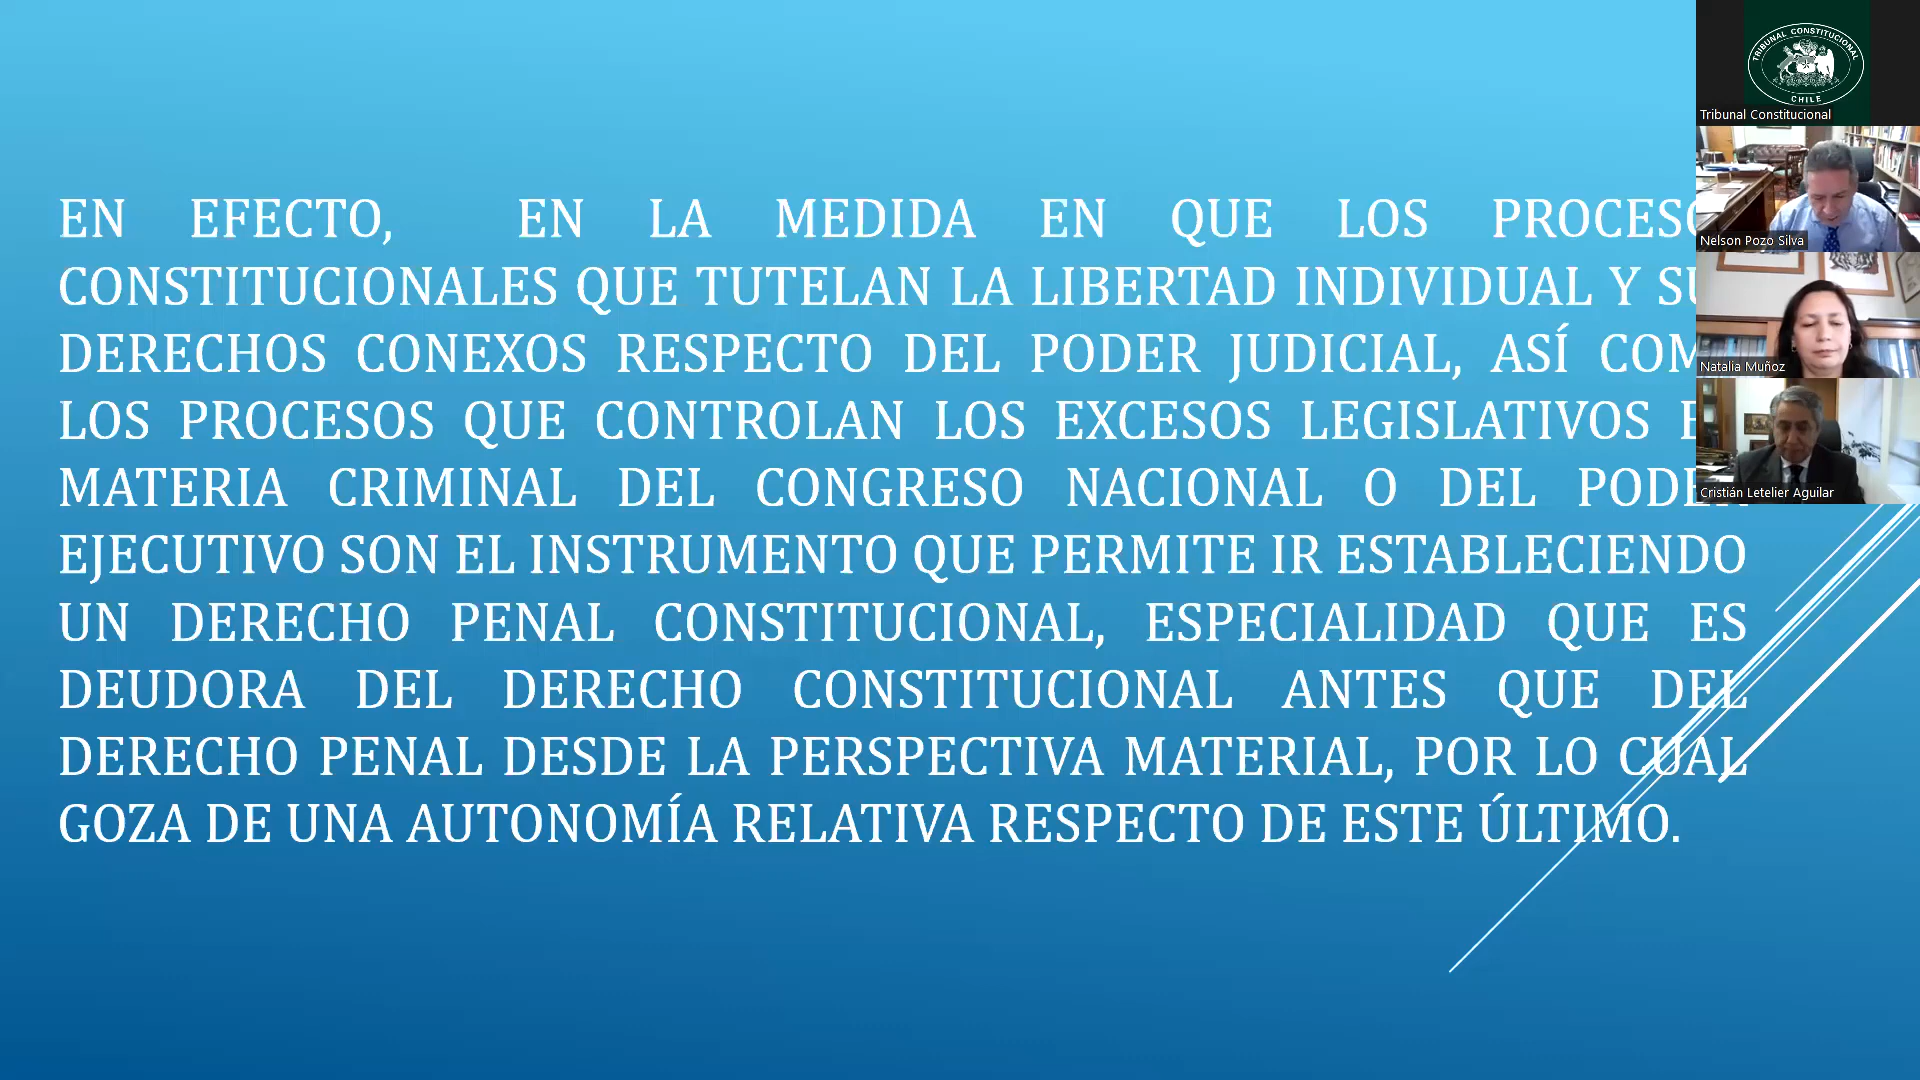 EN EFECTO, EN LA MEDIDA EN QUE LOS
CONSTITUCIONALES QUE TUTELAN LA LIBERTAD INDIVIDUAL Y
DERECHOS CONEXOS RESPECTO DEL PODER JUDICIAL, ASÍ
LOS PROCESOS QUE CONTROLAN LOS EXCESOS LEGISLATIVOS
MATERIA CRIMINAL DEL CONGRESO NACIONAL O DEL PODER
EJECUTIVO SON EL INSTRUMENTO QUE PERMITE IR ESTABLECIENDO
UN DERECHO PENAL CONSTITUCIONAL, ESPECIALIDAD QUE ES
DEUDORA DEL DERECHO CONSTITUCIONAL ANTES QUE DEL
DERECHO PENAL DESDE LA PERSPECTIVA MATERIAL, POR LO CUAL
GOZA DE UNA AUTONOMÍA RELATIVA RESPECTO DE ESTE ÚLTIMO.
TRIBUNAL CONSTITUCIONAL
CHILE
Tribunal Constitucional
Nelson Pozo Silva
Natalia Muñoz
Cristián Letelier Aguilar